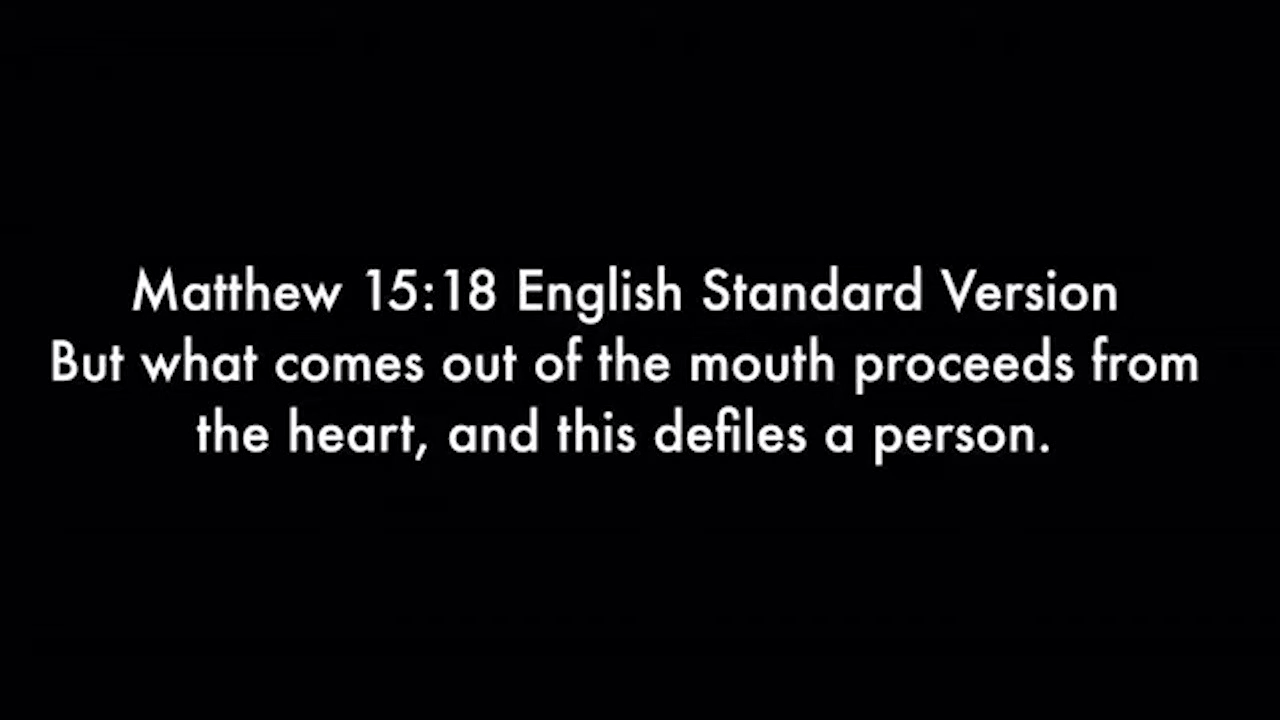 Matthew 15:18 English Standard Version
But what comes out of the mouth proceeds from
the heart, and this defiles a person.